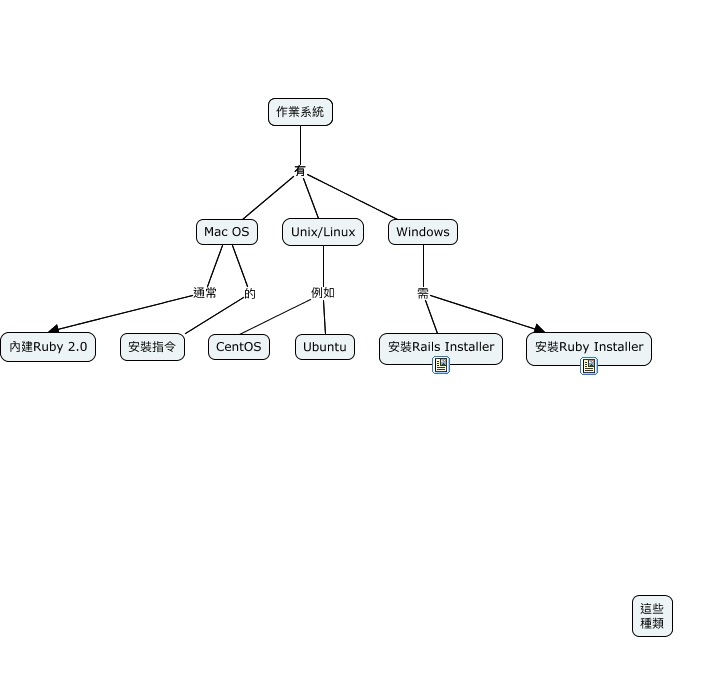 作業系統
有
Mac OS
Unix/Linux
Windows
通常
的
例如
需
內建Ruby 2.0
安裝指令
CentOS
Ubuntu
安裝Rails Installer
安裝Ruby Installer
這些
種類